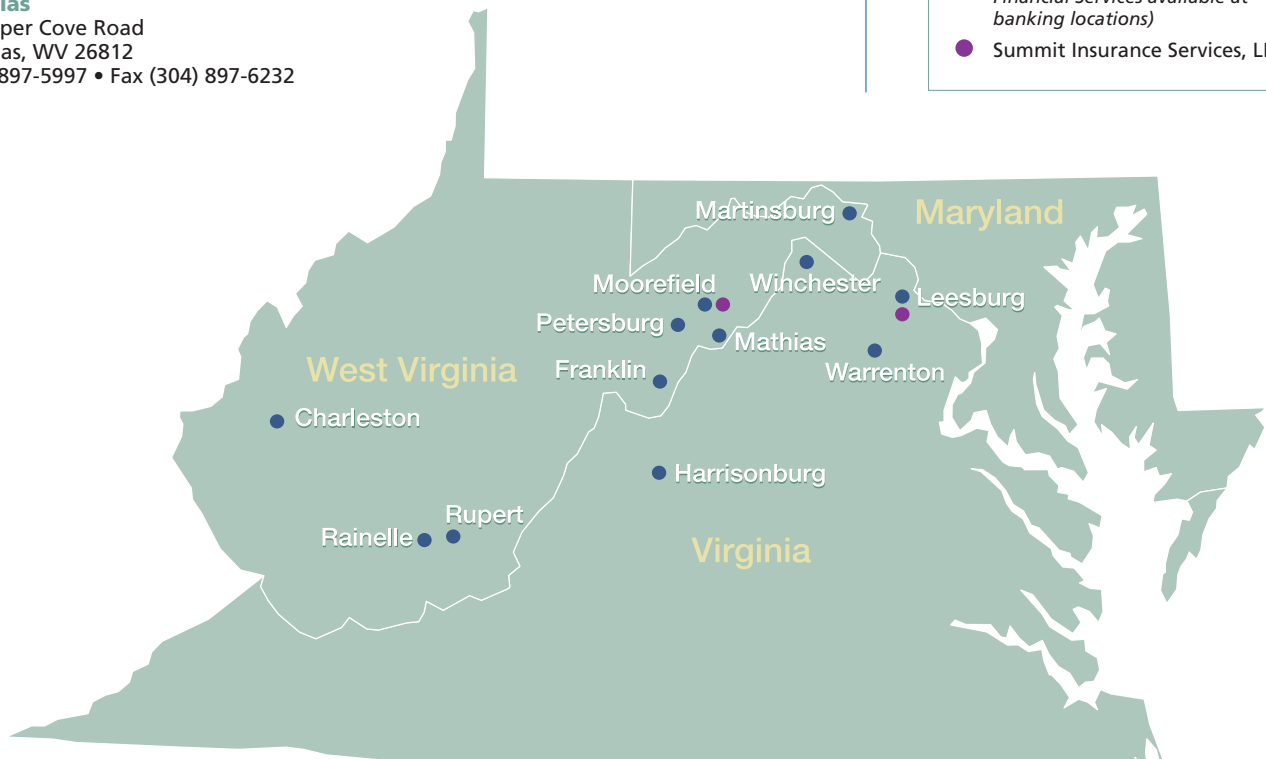 per Cove Road
as, WV 26812
897-5997 • Fax (304) 897-6232
banking locations)
Summit Insurance Services,
Martinsburg
Maryland
Moorefield
Winchester
Leesburg
Petersburg
Mathias
West Virginia
Franklin
Warrenton
Charleston
Harrisonburg
Rupert
Rainelle
Virginia